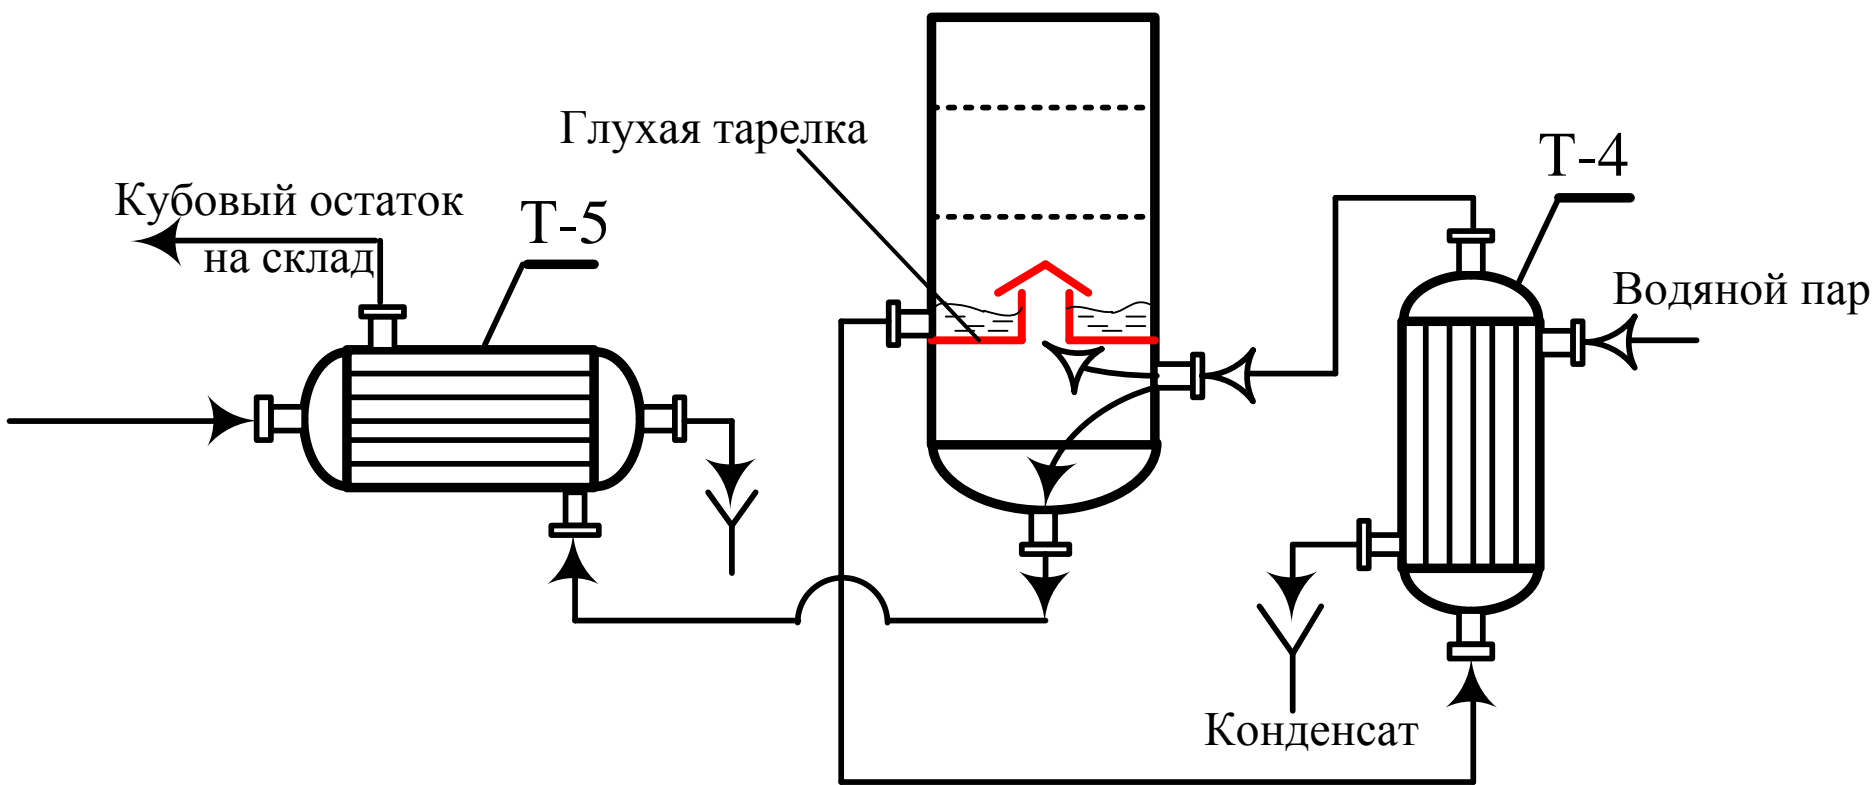 Глухая тарелка
Т-4
Кубовый остаток
на склад
Т-5
Водяной пар
Конденсат